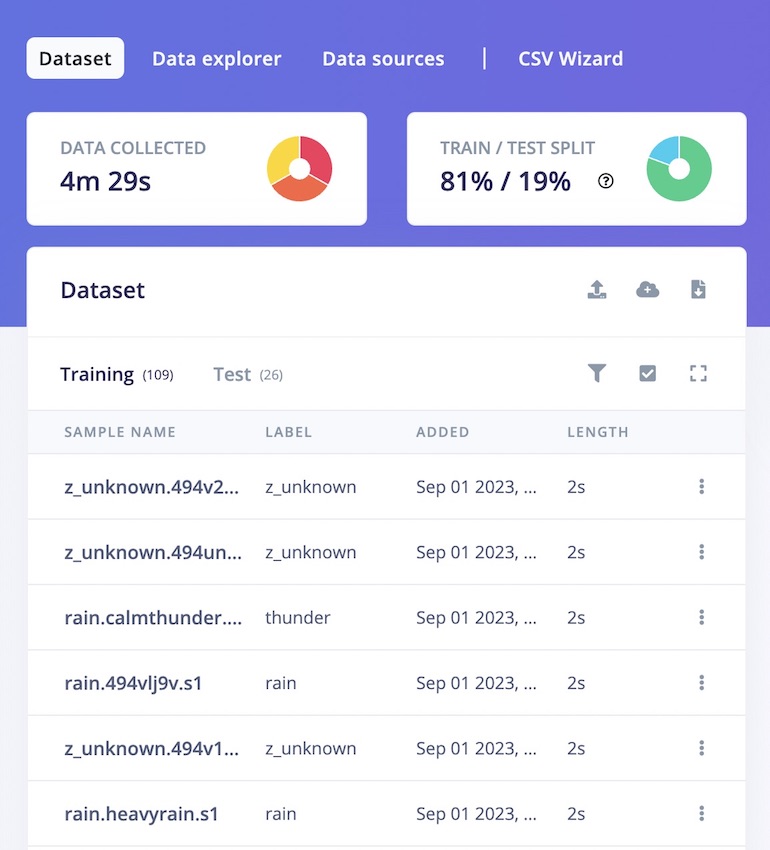 Dataset Data explorer Data sources | CSV Wizard
DATA COLLECTED
4m 29s
TRAIN / TEST SPLIT
81% / 19%
Dataset
Training (109) Test (26)
SAMPLE NAME LABEL ADDED LENGTH
z_unknown.494v2... z_unknown Sep 01 2023, ... 2s
z_unknown.494un... z_unknown Sep 01 2023, ... 2s
rain.calmthunder.... thunder Sep 01 2023, ... 2s
rain.494vlj9v.s1 rain Sep 01 2023, ... 2s
z_unknown.494v1... z_unknown Sep 01 2023, ... 2s
rain.heavyrain.s1 rain Sep 01 2023, ... 2s